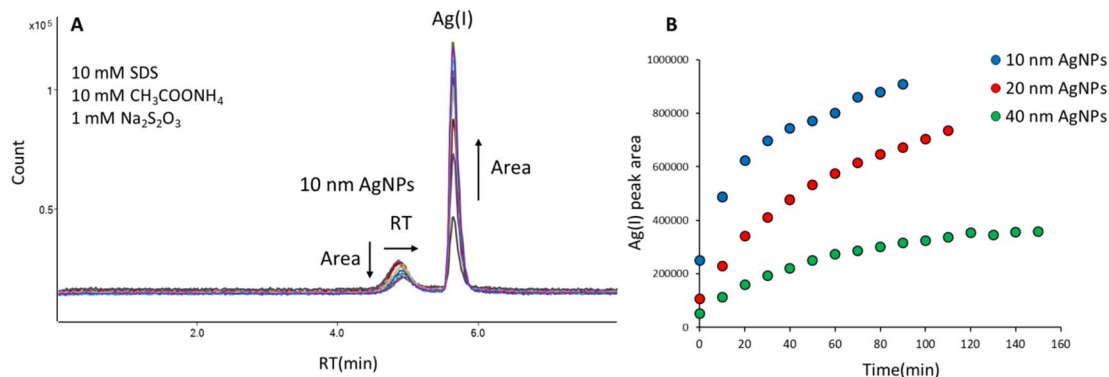 A
Ag(I)
x10⁵
10 mM SDS
10 mM CH₃COONH₄
1 mM Na₂S₂O₃
1
0.5
Count
10 nm AgNPs
RT
Area
Area
2.0
4.0
6.0
RT(min)
B
10 nm AgNPs
20 nm AgNPs
40 nm AgNPs
1000000
800000
600000
400000
200000
0
Ag(I) peak area
0 20 40 60 80 100 120 140 160
Time(min)